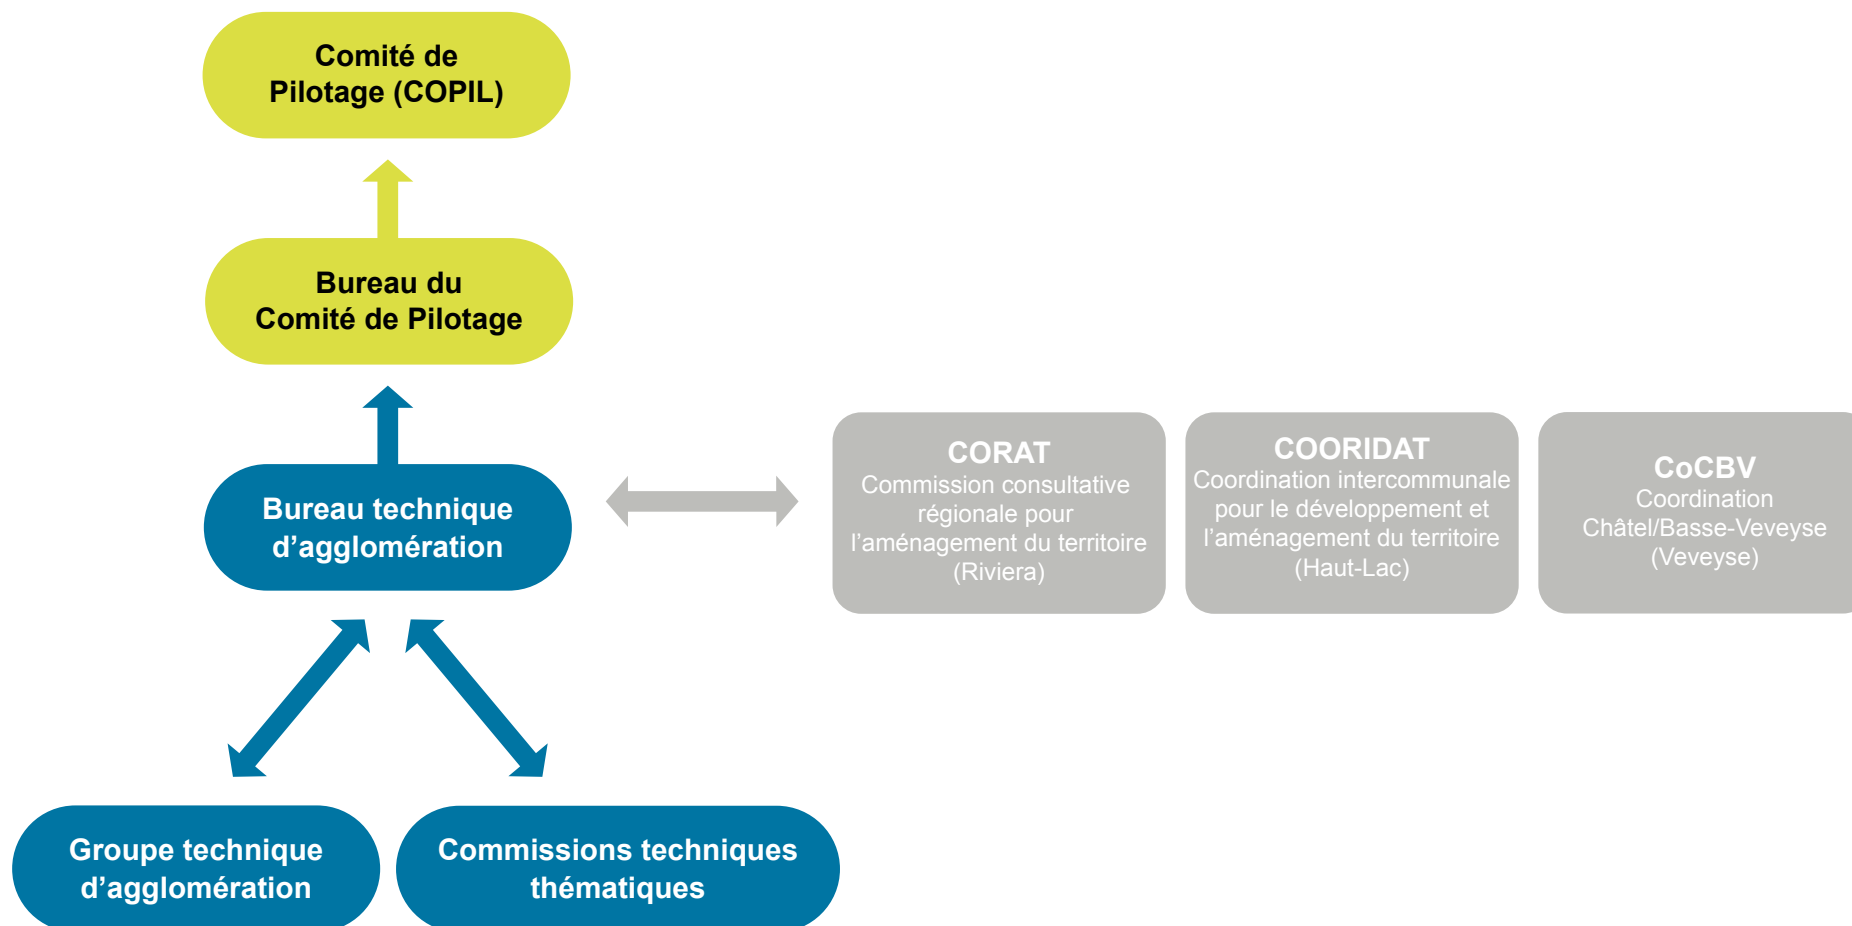 Comité de
Pilotage (COPIL)
Bureau du
Comité de Pilotage
Bureau technique
d’agglomération
CORAT
Commission consultative
régionale pour
l’aménagement du territoire
(Riviera)
COORIDAT
Coordination intercommunale
pour le développement et
l’aménagement du territoire
(Haut-Lac)
CoCBV
Coordination
Châtel/Basse-Veveyse
(Veveyse)
Groupe technique
d’agglomération
Commissions techniques
thématiques